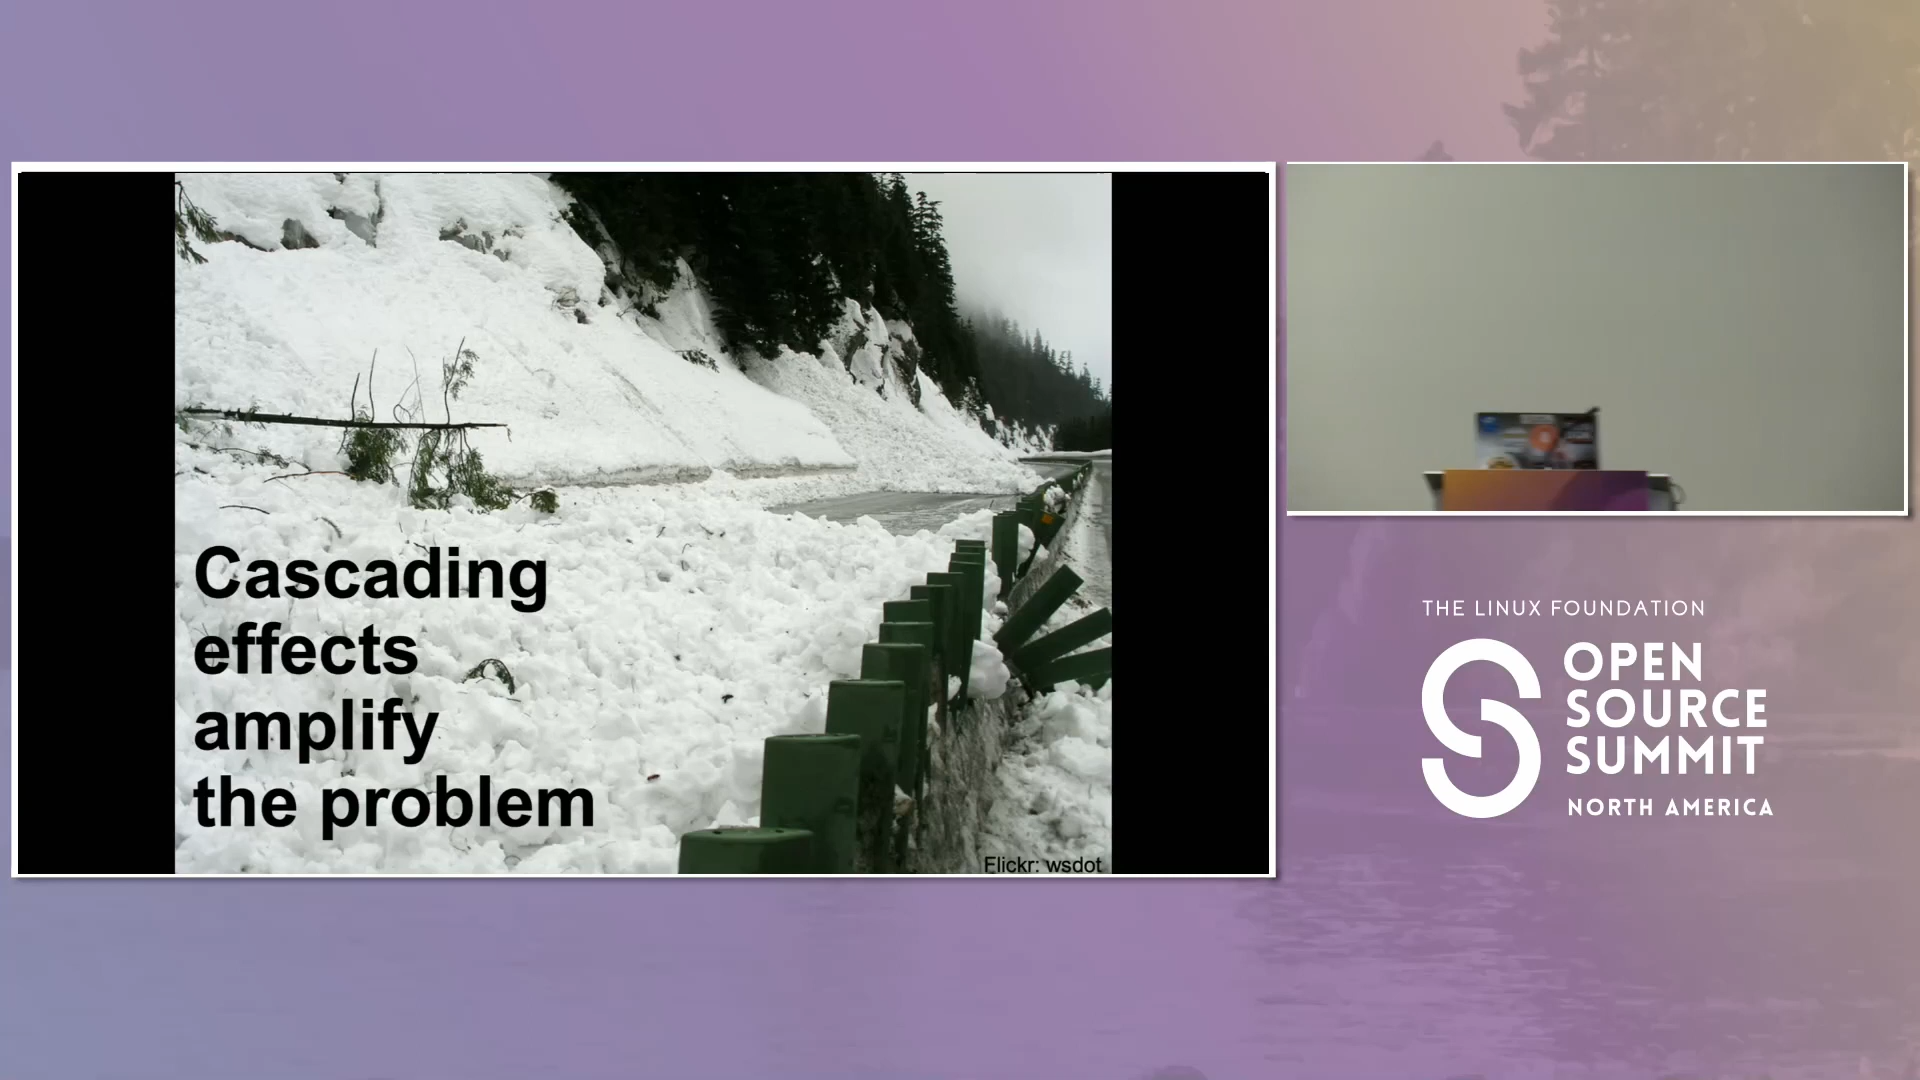 Cascading
effects
amplify
the problem
Flickr: wsdot
THE LINUX FOUNDATION
OPEN
SOURCE
SUMMIT
NORTH AMERICA